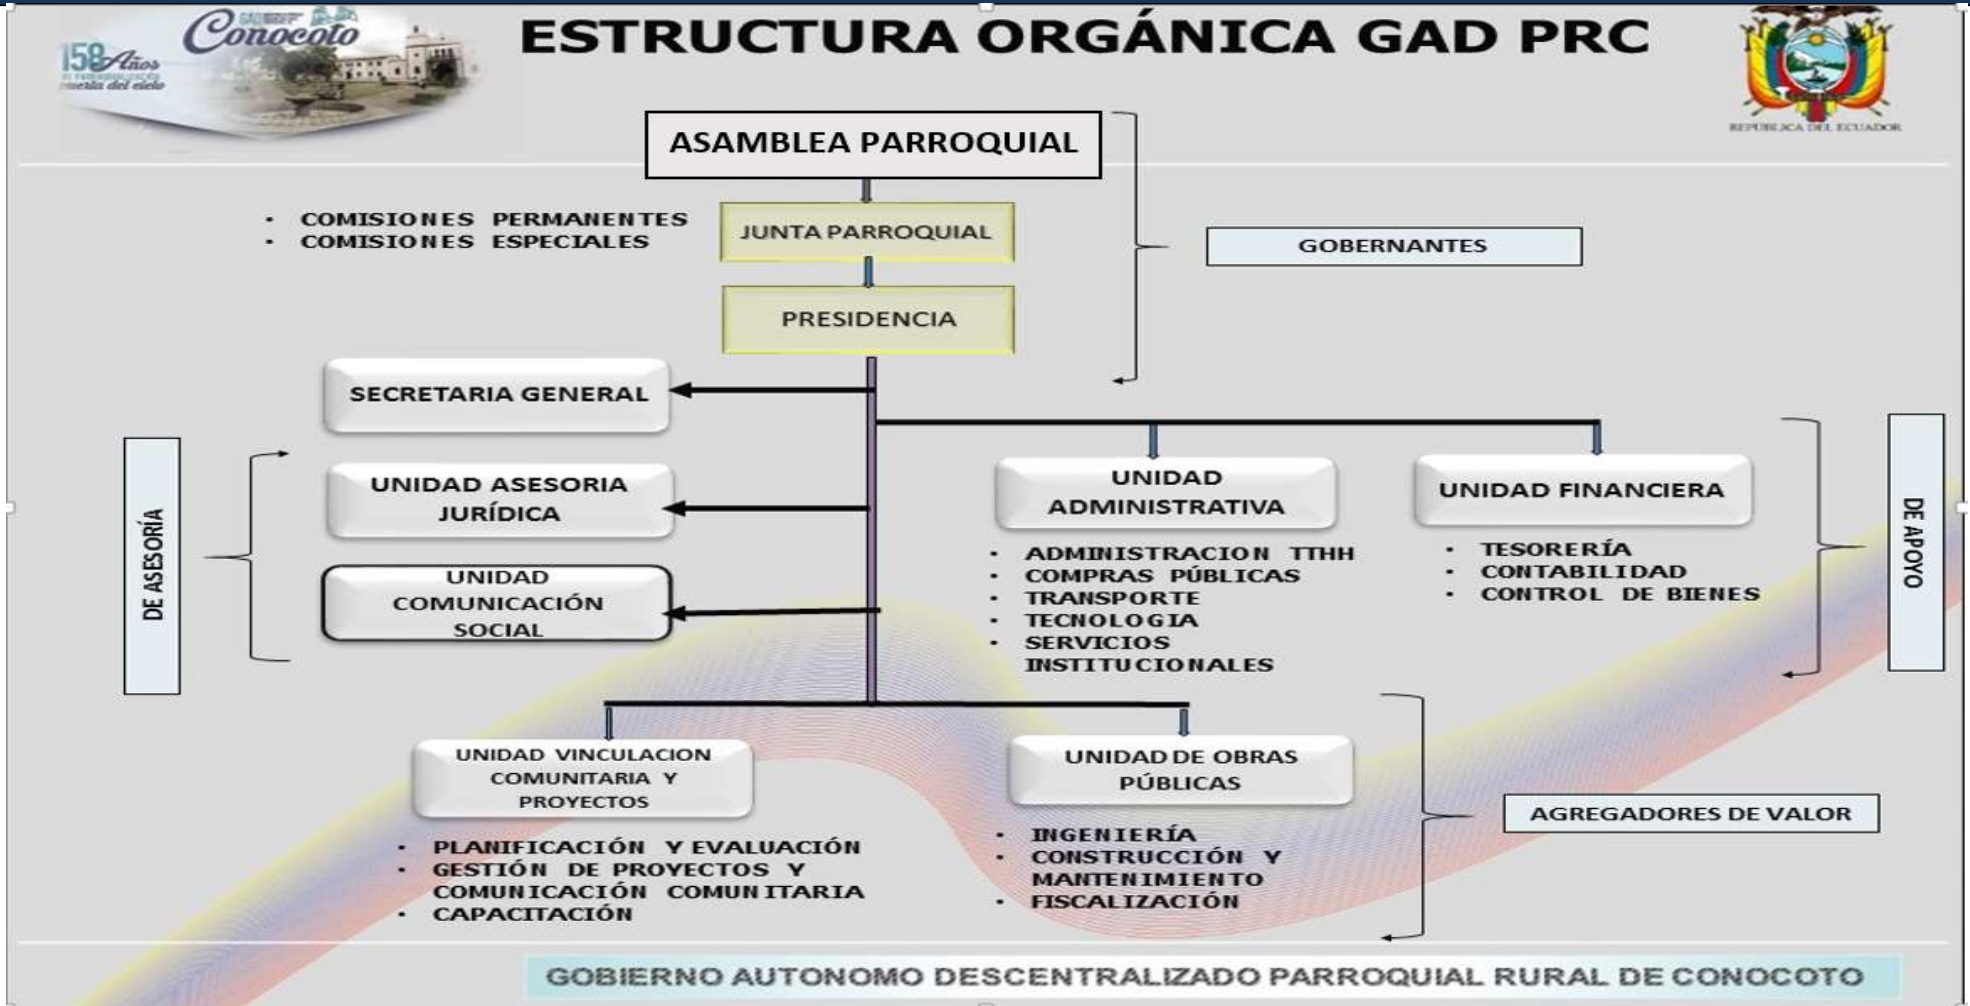 Conocoto
158 Años
ESTRUCTURA ORGÁNICA GAD PRC
REPÚBLICA DEL ECUADOR
ASAMBLEA PARROQUIAL
• COMISIONES PERMANENTES
• COMISIONES ESPECIALES
JUNTA PARROQUIAL
GOBERNANTES
PRESIDENCIA
SECRETARIA GENERAL
DE ASESORÍA
UNIDAD ASESORIA
JURÍDICA
UNIDAD
COMUNICACIÓN
SOCIAL
UNIDAD
ADMINISTRATIVA
• ADMINISTRACION TTHH
• COMPRAS PÚBLICAS
• TRANSPORTE
• TECNOLOGIA
• SERVICIOS
INSTITUCIONALES
UNIDAD FINANCIERA
• TESORERÍA
• CONTABILIDAD
• CONTROL DE BIENES
DE APOYO
UNIDAD VINCULACION
COMUNITARIA Y
PROYECTOS
• PLANIFICACIÓN Y EVALUACIÓN
• GESTIÓN DE PROYECTOS Y
COMUNICACIÓN COMUNITARIA
• CAPACITACIÓN
UNIDAD DE OBRAS
PÚBLICAS
• INGENIERÍA
• CONSTRUCCIÓN Y
MANTENIMIENTO
• FISCALIZACIÓN
AGREGADORES DE VALOR
GOBIERNO AUTONOMO DESCENTRALIZADO PARROQUIAL RURAL DE CONOCOTO